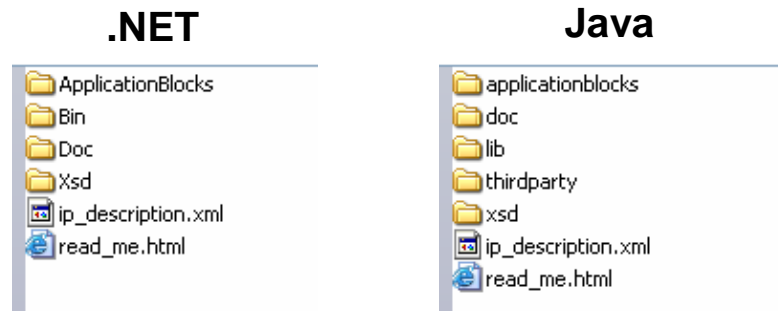 .NET
ApplicationBlocks
Bin
Doc
Xsd
ip_description.xml
read_me.html
Java
applicationblocks
doc
lib
thirdparty
xsd
ip_description.xml
read_me.html